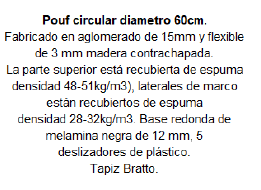 Pouf circular diametro 60cm.
Fabricado en aglomerado de 15mm y flexible
de 3 mm madera contrachapada.
La parte superior está recubierta de espuma
densidad 48-51kg/m3), laterales de marco
están recubiertos de espuma
densidad 28-32kg/m3. Base redonda de
melamina negra de 12 mm, 5
deslizadores de plástico.
Tapiz Bratto.